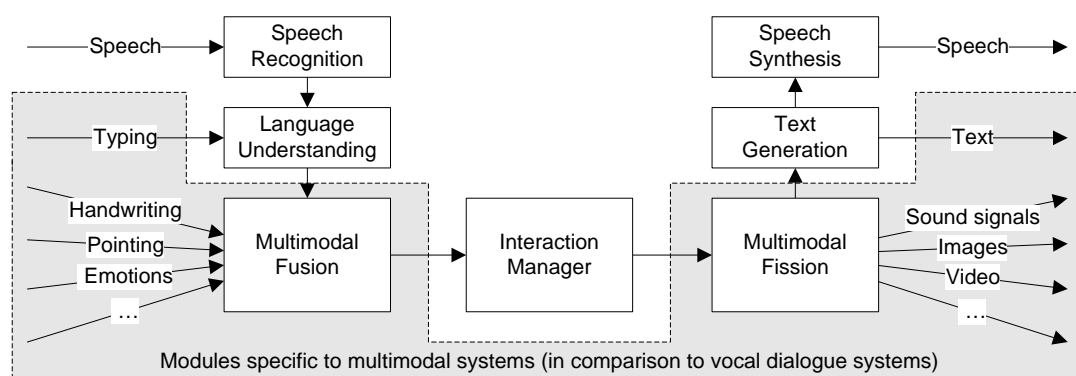 Speech
Speech
Recognition
Speech
Synthesis
Speech
Typing
Language
Understanding
Text
Generation
Text
Handwriting
Pointing
Emotions
…
Multimodal
Fusion
Interaction
Manager
Multimodal
Fission
Sound signals
Images
Video
…
Modules specific to multimodal systems (in comparison to vocal dialogue systems)